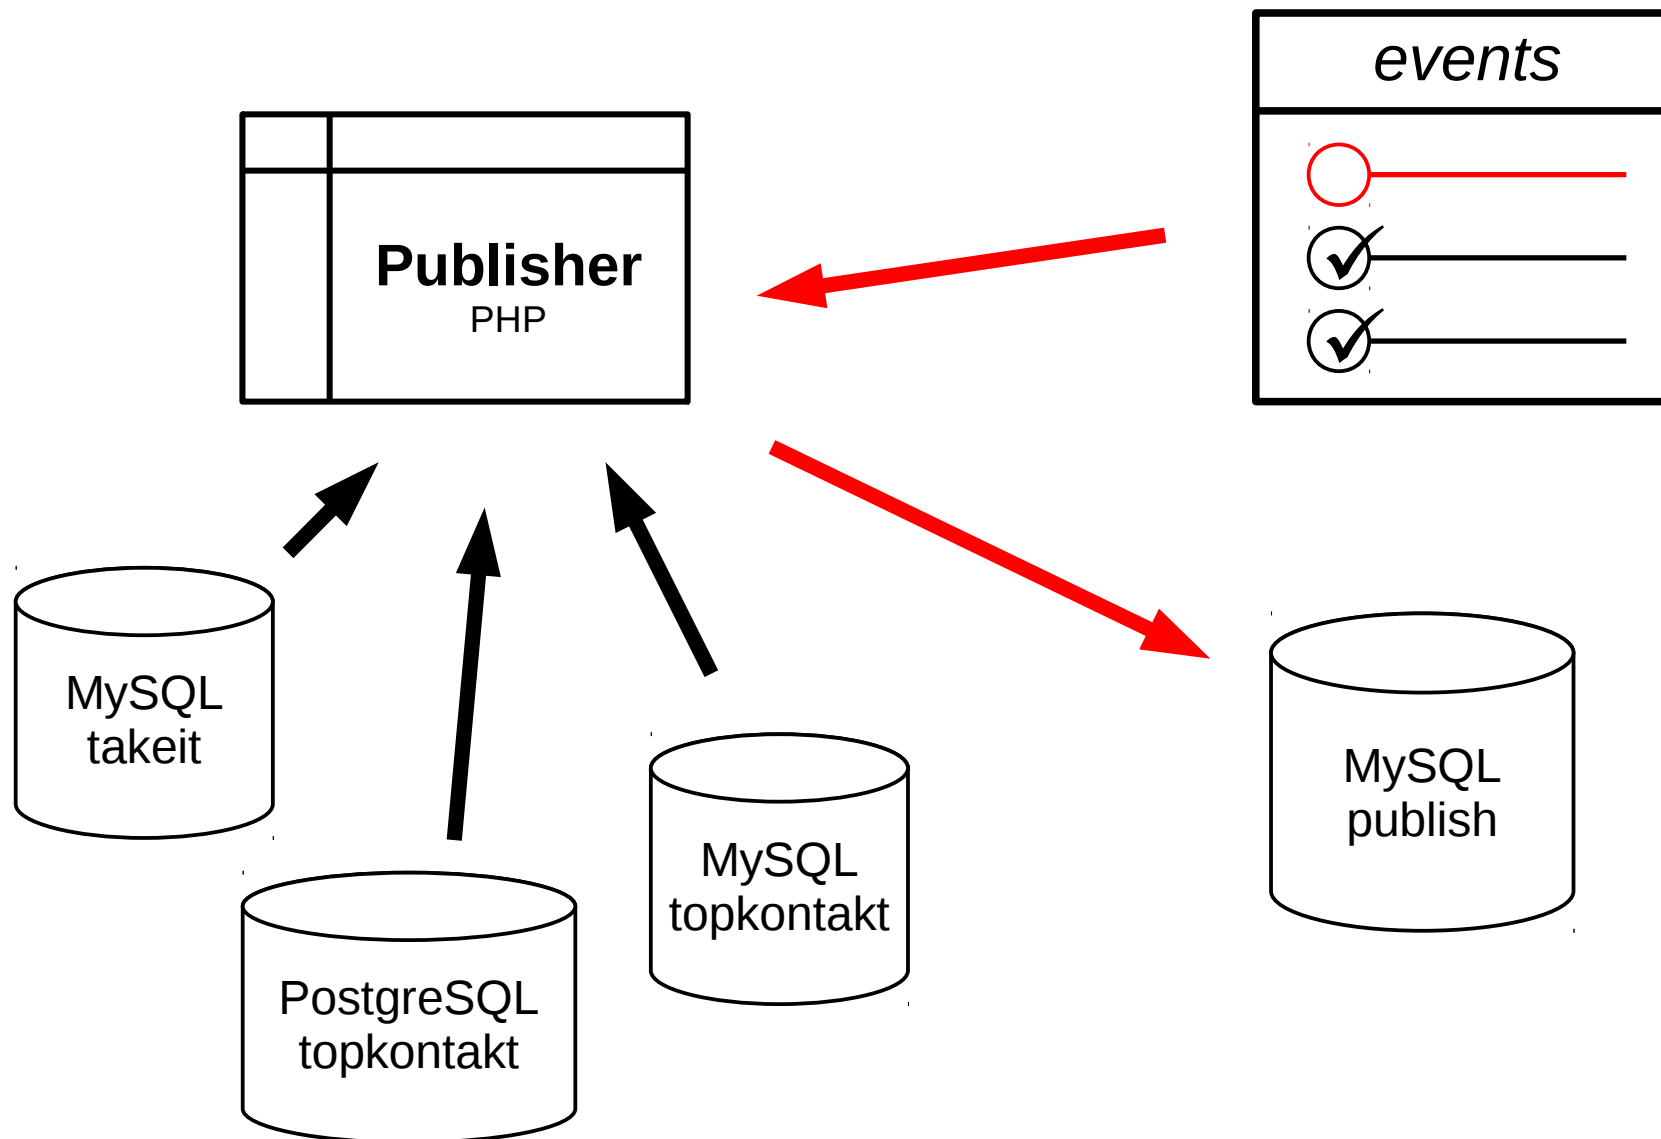 events
Publisher
PHP
MySQL
takeit
MySQL
topkontakt
PostgreSQL
topkontakt
MySQL
publish